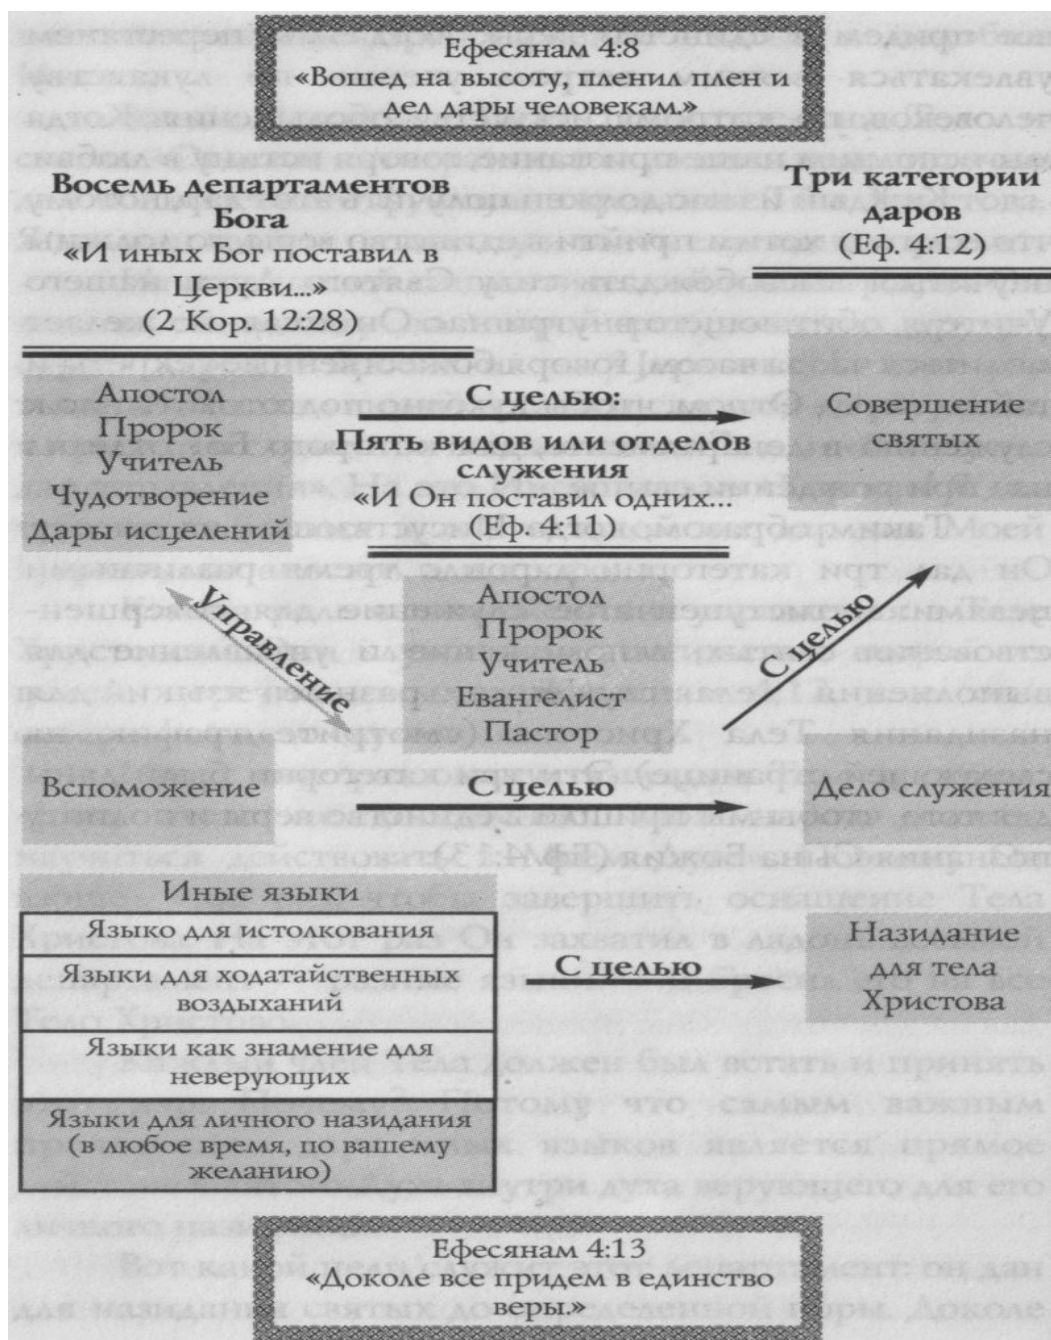 Ефесянам 4:8
«Вошед на высоту, пленил плен и
дел дары человекам.»
Восемь департаментов
Бога
«И иных Бог поставил в
Церкви...»
(2 Кор. 12:28)
Три категории
даров
(Еф. 4:12)
Апостол
Пророк
Учитель
Чудотворение
Дары исцелений
С целью:
Пять видов или отделов
служения
«И Он поставил одних...
(Еф. 4:11)
Совершение
святых
Управление
Апостол
Пророк
Учитель
Евангелист
Пастор
С целью
Вспоможение
С целью
Дело служения
Иные языки
Языко для истолкования
Языки для ходатайственных
воздыханий
Языки как знамение для
неверующих
Языки для личного назидания
(в любое время, по вашему
желанию)
С целью
Назидание
для тела
Христова
Ефесянам 4:13
«Доколе все придем в единство
веры.»